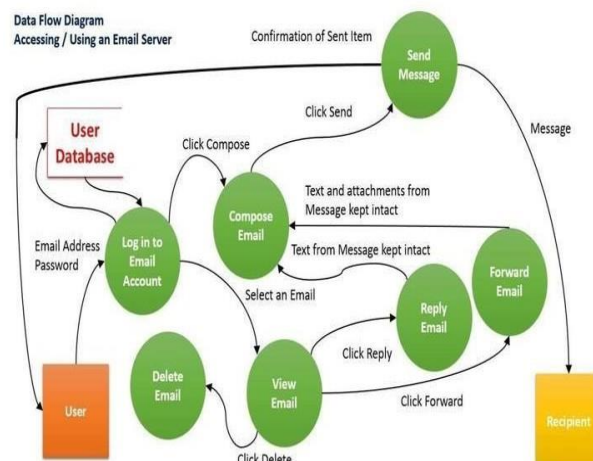 Data Flow Diagram
Accessing / Using an Email Server
Confirmation of Sent Item
Send
Message
Click Send
Message
User
Database
Click Compose
Text and attachments from
Message kept intact
Compose
Email
Email Address
Password
Log in to
Email
Account
Text from Message kept intact
Forward
Email
Select an Email
Reply
Email
Click Reply
Delete
Email
View
Email
User
Click Forward
Recipient
Click Delete